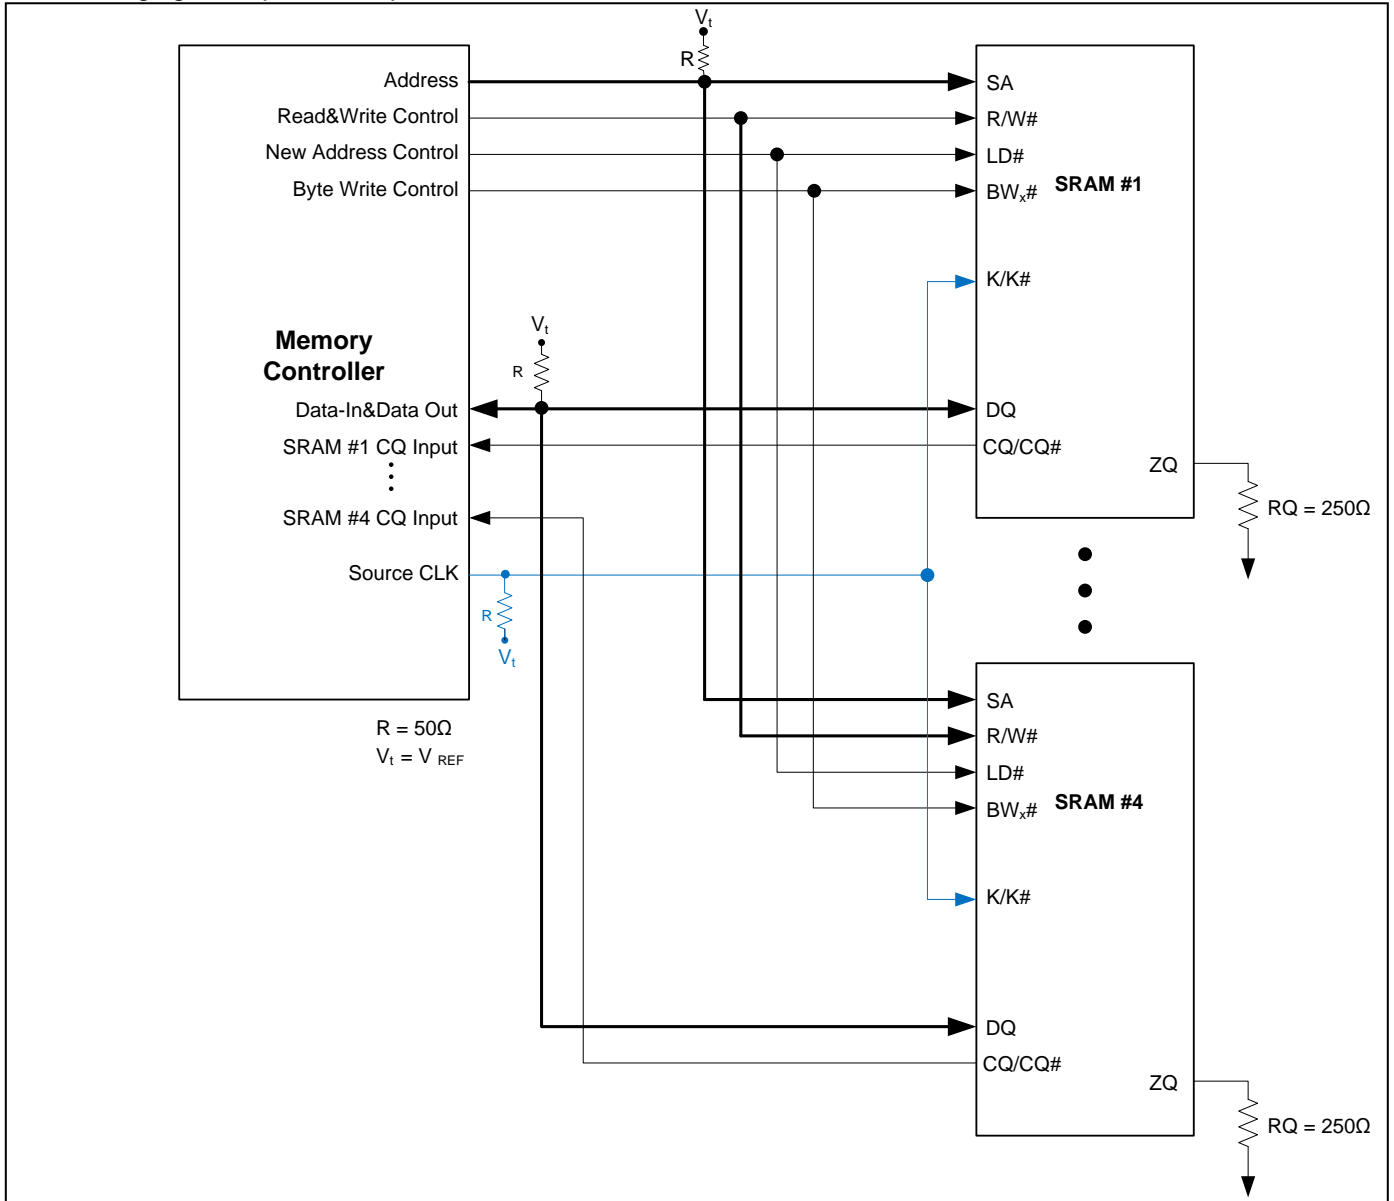 Vt
R
Address
Read&Write Control
New Address Control
Byte Write Control
SA
R/W#
LD#
BWx#
SRAM #1
K/K#
Vt
R
Memory
Controller
Data-In&Data Out
SRAM #1 CQ Input
SRAM #4 CQ Input
Source CLK
DQ
CQ/CQ#
ZQ
RQ = 250Ω
R
Vt
R = 50Ω
Vt = V REF
SA
R/W#
LD#
BWx#
SRAM #4
K/K#
DQ
CQ/CQ#
ZQ
RQ = 250Ω